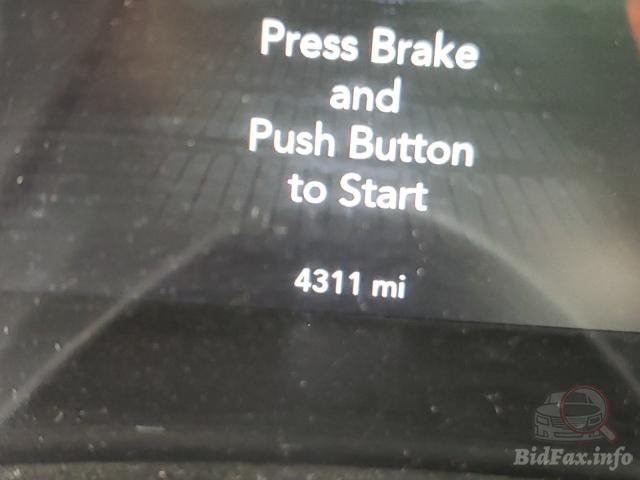 Press Brake
and
Push Button
to Start
4311 mi
BidFax.info